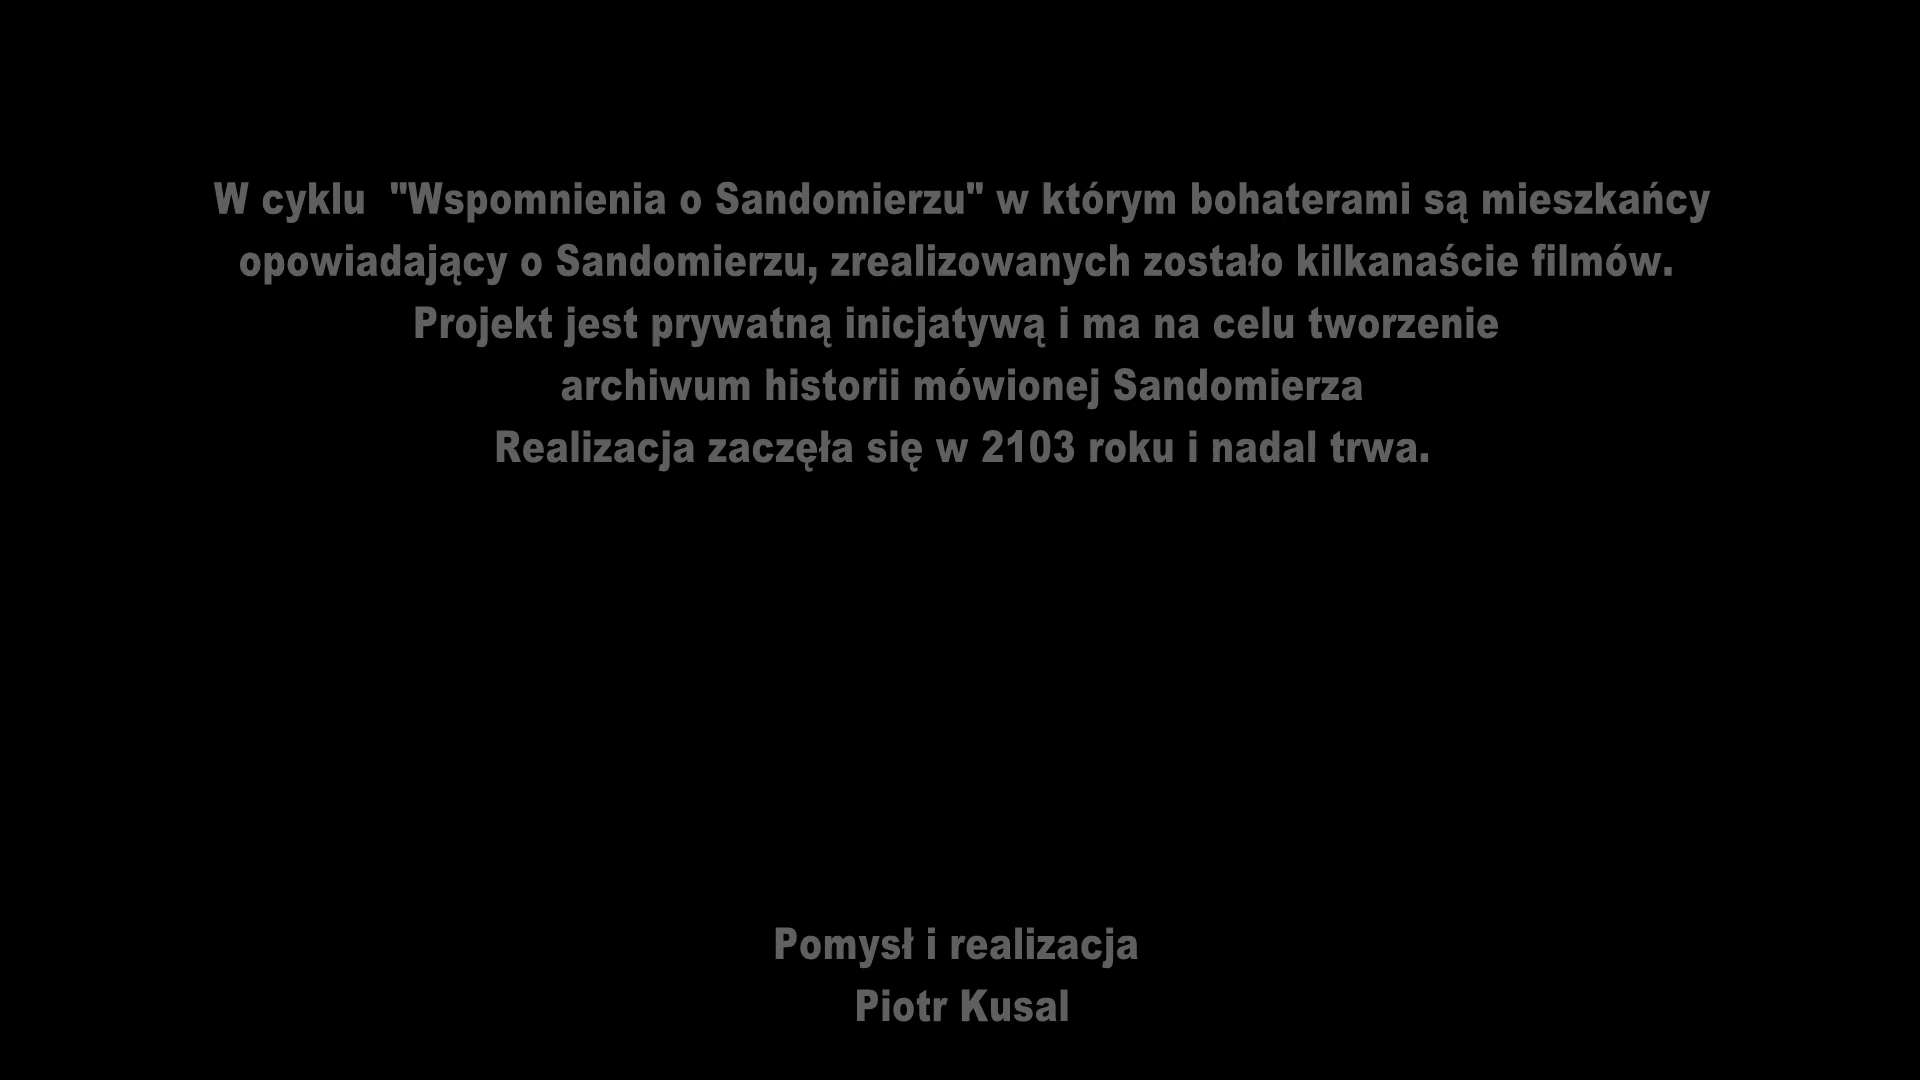 W cyklu  "Wspomnienia o Sandomierzu" w którym bohaterami są mieszkańcy
opowiadający o Sandomierzu, zrealizowanych zostało kilkanaście filmów.
Projekt jest prywatną inicjatywą i ma na celu tworzenie
archiwum historii mówionej Sandomierza
Realizacja zaczęła się w 2103 roku i nadal trwa.
Pomysł i realizacja
Piotr Kusal